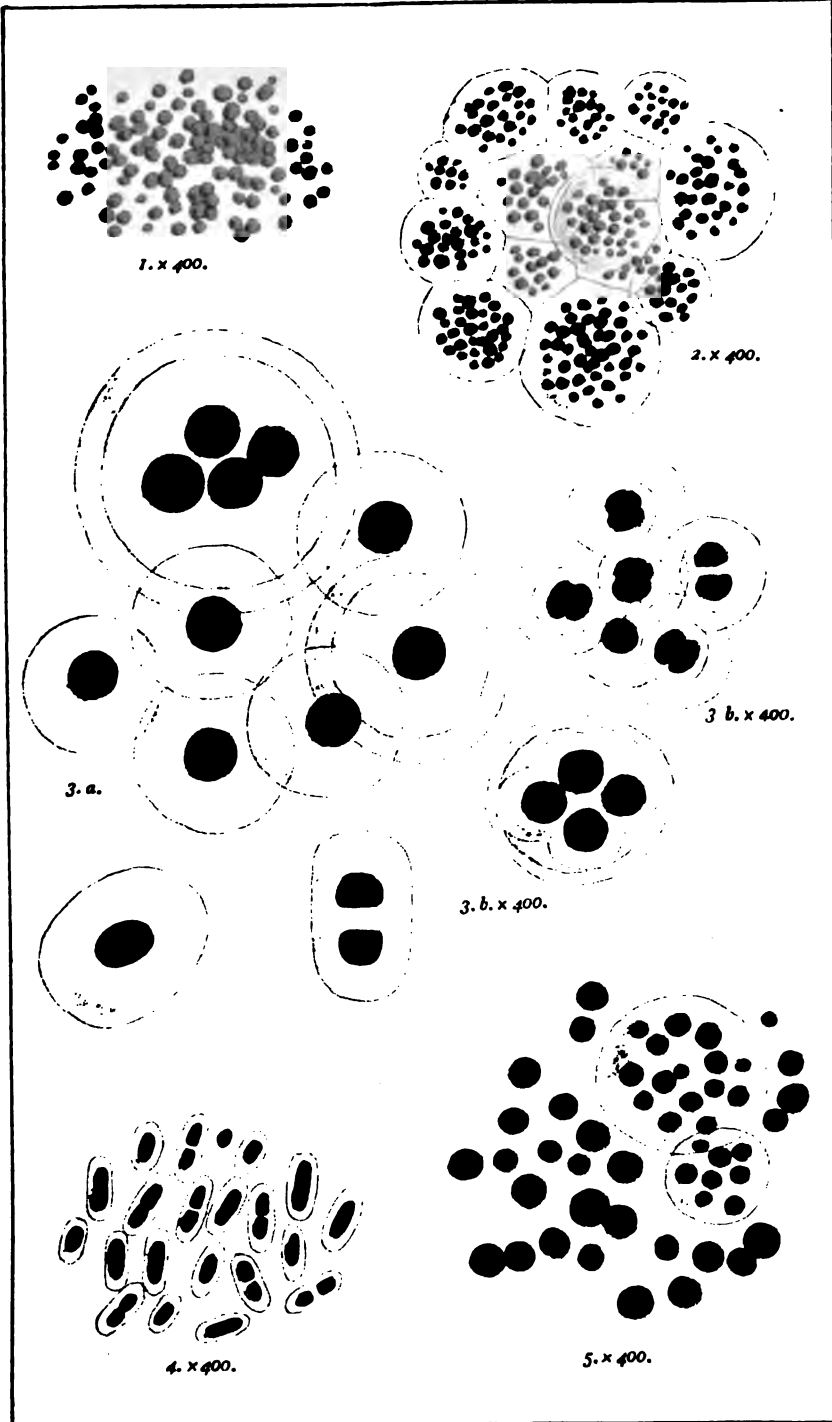 1. × 400.
2. × 400.
3 b. × 400.
3. a.
3. b. × 400.
4. × 400.
5. × 400.